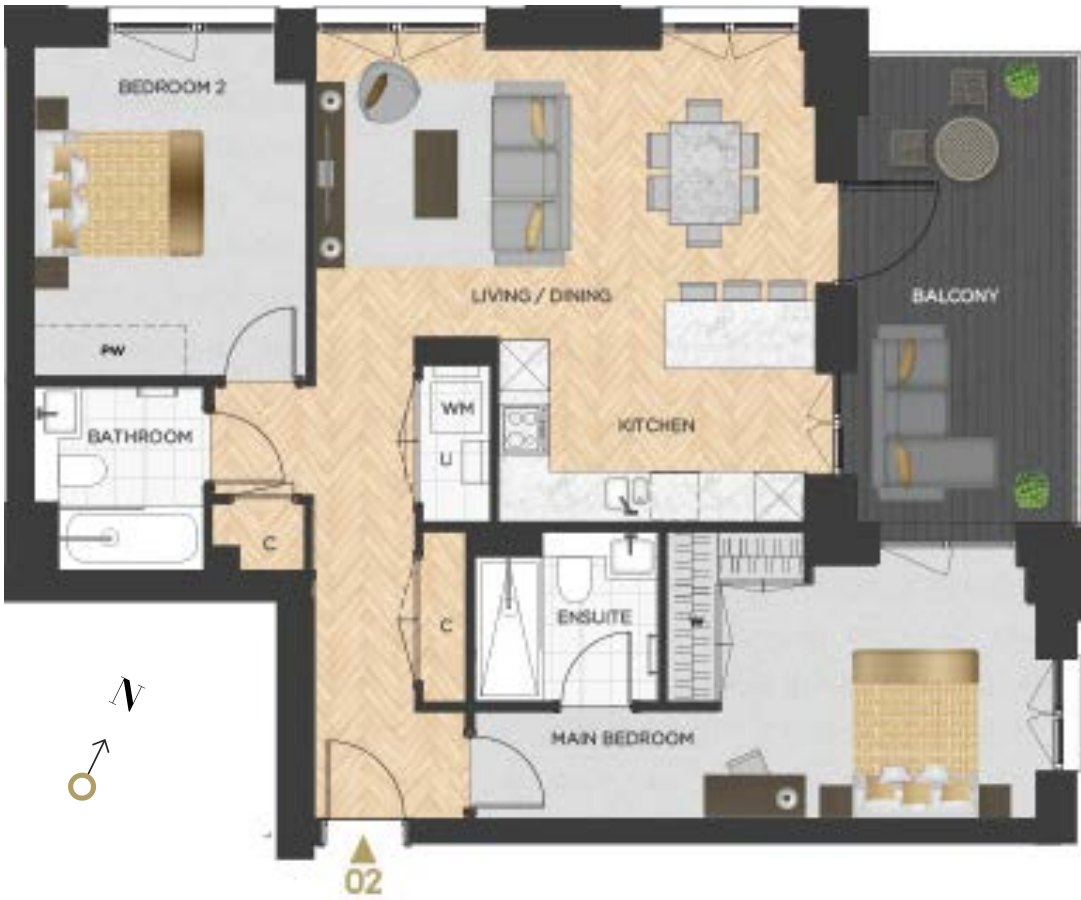 BEDROOM 2
LIVING / DINING
BALCONY
PW
WM
BATHROOM
KITCHEN
U
C
C
ENSUITE
W
N
MAIN BEDROOM
02